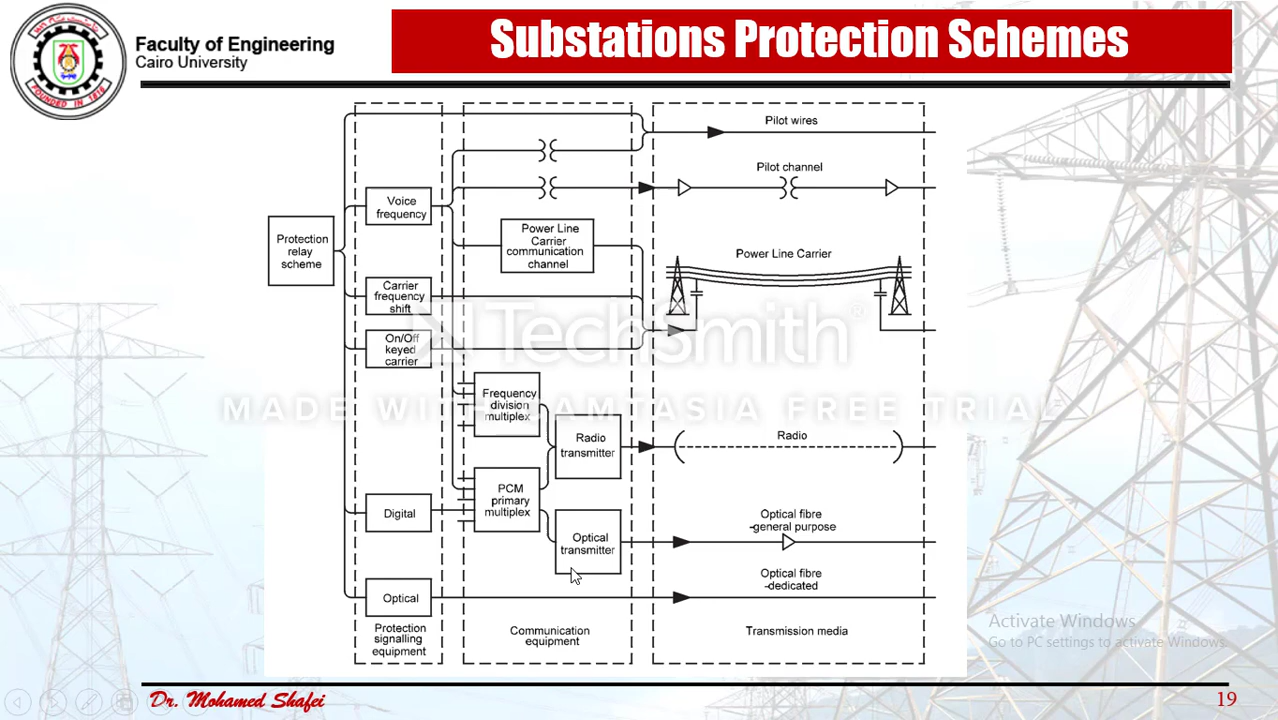 Faculty of Engineering
Cairo University
Substations Protection Schemes
FOUNDED IN 1816
Pilot wires
Pilot channel
Voice
frequency
Power Line
Carrier
communication
channel
Protection
relay
scheme
Power Line Carrier
Carrier
frequency
shift
On/Off
keyed
carrier
TechSmith®
MADE WITH CAMTASIA FREE TRIAL
Frequency
division
multiplex
Radio
transmitter
Radio
PCM
primary
multiplex
Digital
Optical
transmitter
Optical fibre
-general purpose
Optical
Optical fibre
-dedicated
Protection
signalling
equipment
Communication
equipment
Transmission media
Activate Windows
Go to PC settings to activate Windows.
Dr. Mohamed Shafei
19